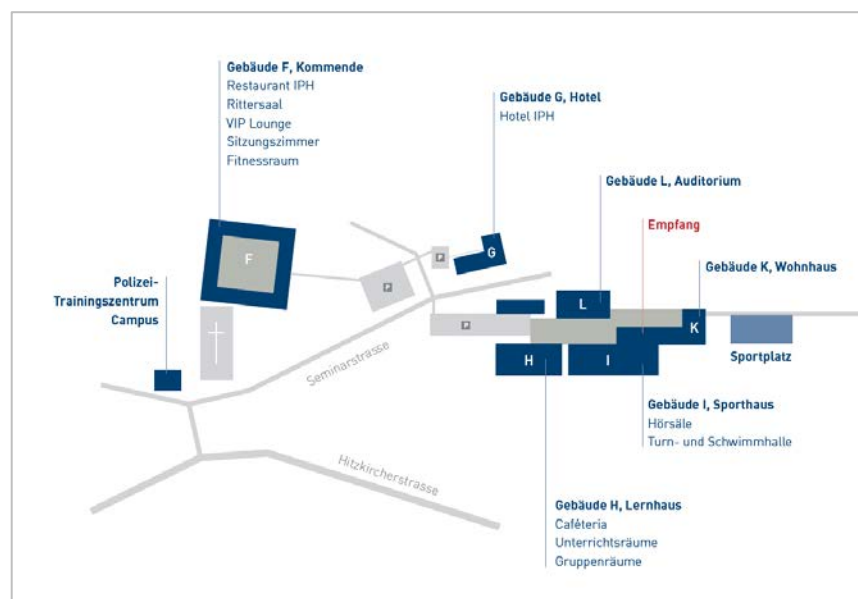 Gebäude F, Kommende
Restaurant IPH
Rittersaal
VIP Lounge
Sitzungszimmer
Fitnessraum
Gebäude G, Hotel
Hotel IPH
Gebäude L, Auditorium
Empfang
Gebäude K, Wohnhaus
Polizei-
Trainingszentrum
Campus
F
G
P
P
P
L
K
H
I
Sportplatz
Seminarstrasse
Hitzkircherstrasse
Gebäude I, Sporthaus
Hörsäle
Turn- und Schwimmhalle
Gebäude H, Lernhaus
Caféteria
Unterrichtsräume
Gruppenräume